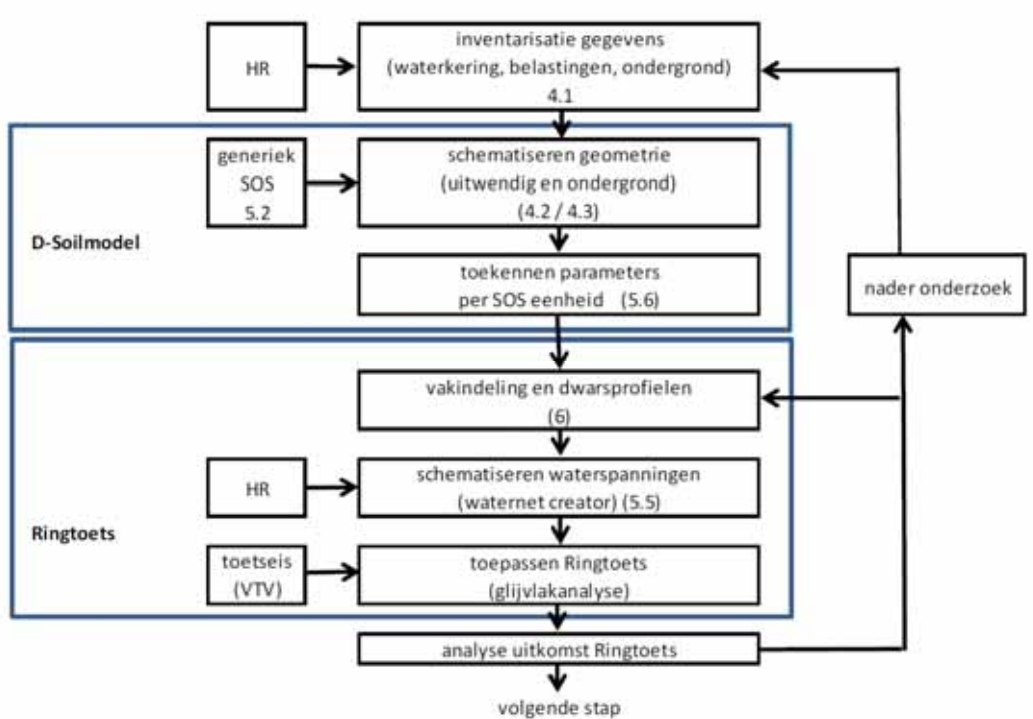 HR
inventarisatie gegevens
(waterkering, belastingen, ondergrond)
4.1
generiek
SOS
5.2
schematiseren geometrie
(uitwendig en ondergrond)
(4.2 / 4.3)
D-Soilmodel
toekennen parameters
per SOS eenheid (5.6)
nader onderzoek
vakindeling en dwarsprofielen
(6)
HR
schematiseren waterspanningen
(waternet creator) (5.5)
Ringtoets
toetseis
(VTV)
toepassen Ringtoets
(glijvlakanalyse)
analyse uitkomst Ringtoets
volgende stap